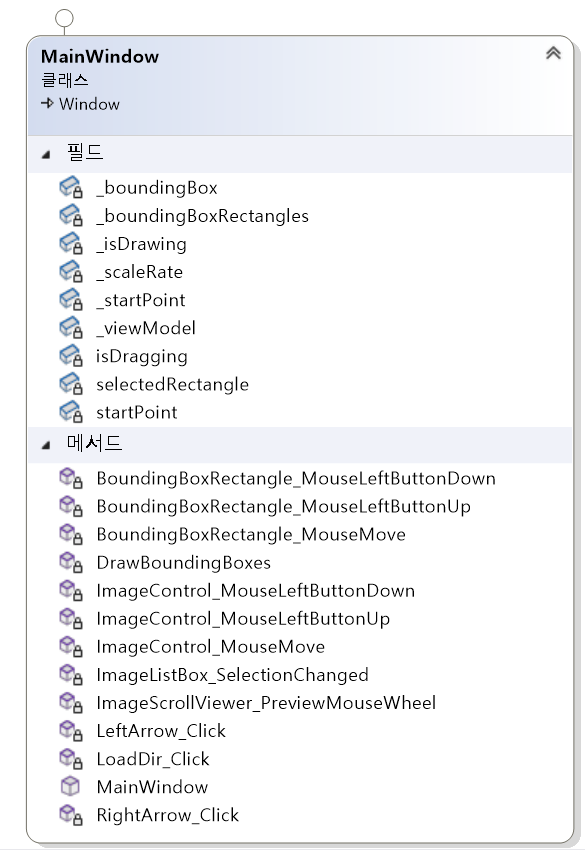 MainWindow
클래스
Window
필드
_boundingBox
_boundingBoxRectangles
_isDrawing
_scaleRate
_startPoint
_viewModel
isDragging
selectedRectangle
startPoint
메서드
BoundingBoxRectangle_MouseLeftButtonDown
BoundingBoxRectangle_MouseLeftButtonUp
BoundingBoxRectangle_MouseMove
DrawBoundingBoxes
ImageControl_MouseLeftButtonDown
ImageControl_MouseLeftButtonUp
ImageControl_MouseMove
ImageListBox_SelectionChanged
ImageScrollViewer_PreviewMouseWheel
LeftArrow_Click
LoadDir_Click
MainWindow
RightArrow_Click